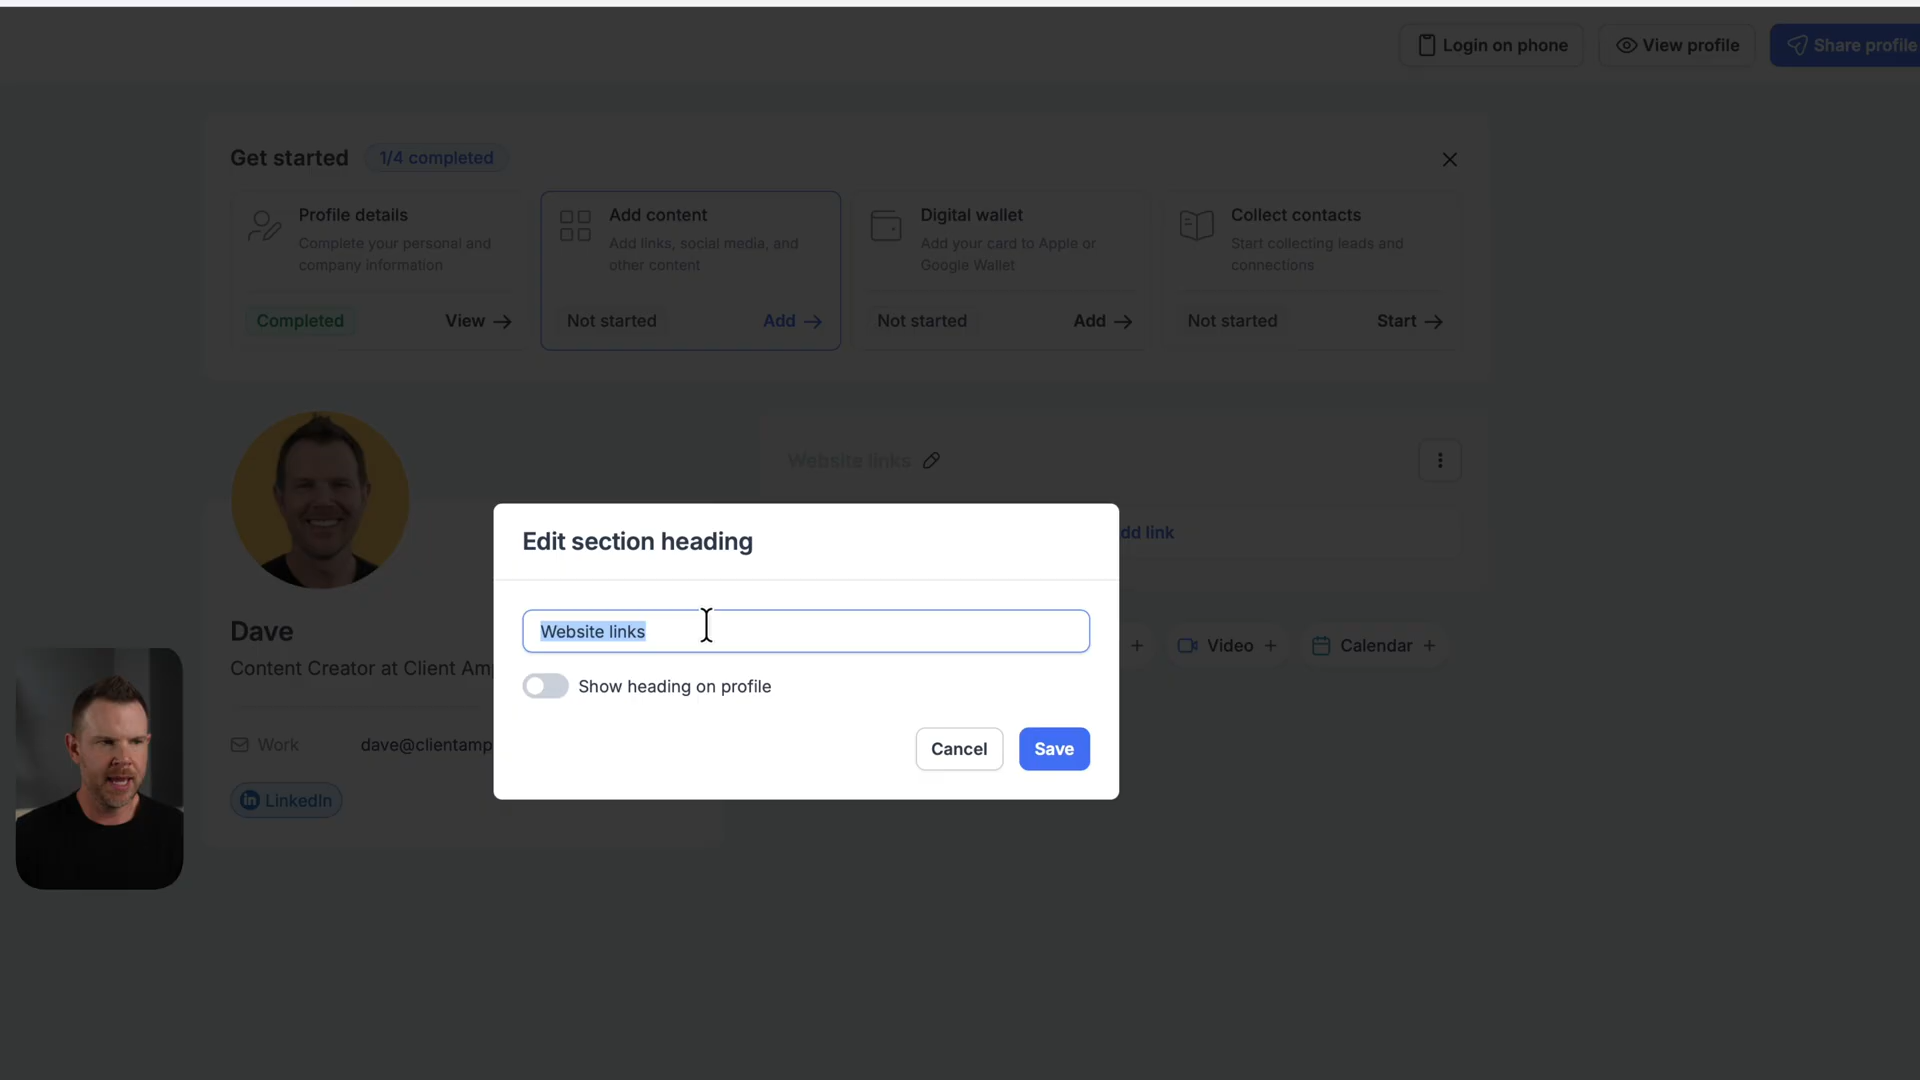 Login on phone
View profile
Share profile
Get started 1/4 completed
Profile details
Complete your personal and
company information
Completed
View
Add content
Add links, social media, and
other content
Not started
Add
Digital wallet
Add your card to Apple or
Google Wallet
Not started
Add
Collect contacts
Start collecting leads and
connections
Not started
Start
Website links
dd link
Edit section heading
Website links
Show heading on profile
Cancel
Save
Video
Calendar
Dave
Content Creator at Client Am
Work dave@clientamp
LinkedIn